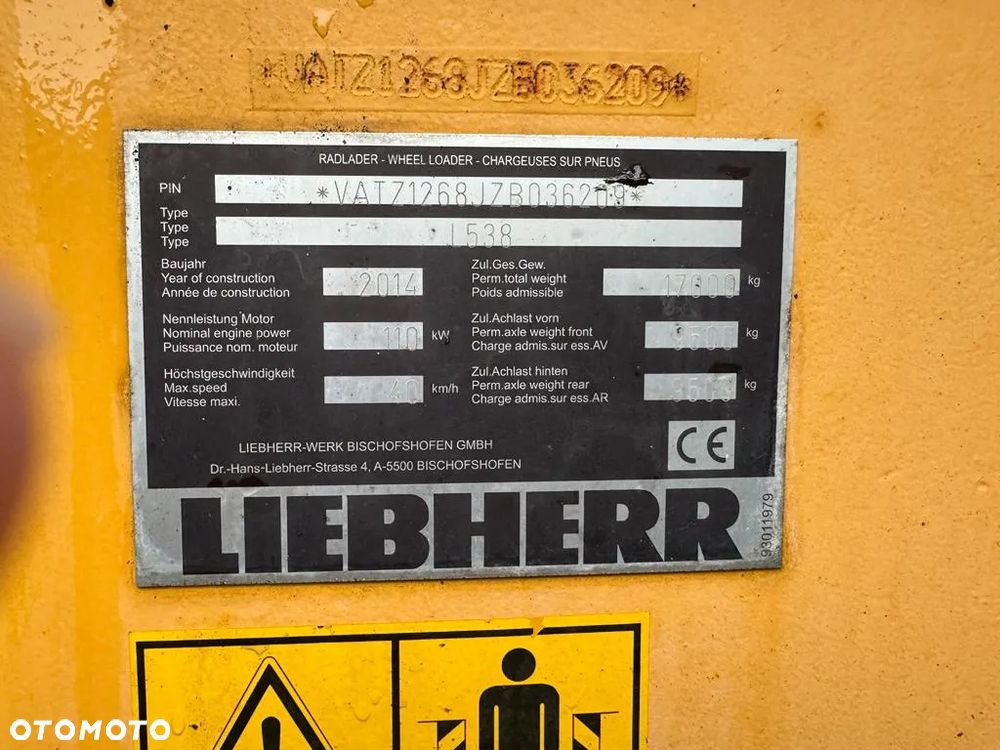 *VATZ1268JZB036209*
RADLADER - WHEEL LOADER - CHARGEUSES SUR PNEUS
PIN *VATZ1268JZB036209*
Type
Type
Type
L538
Baujahr
Year of construction
Année de construction
2014
Zul.Ges.Gew.
Perm.total weight
Poids admissible
kg
Nennleistung Motor
Nominal engine power
Puissance nom. moteur
110 kW
Zul.Achlast vorn
Perm.axle weight front
Charge admis.sur ess.AV
kg
Höchstgeschwindigkeit
Max.speed
Vitesse maxi.
40 km/h
Zul.Achlast hinten
Perm.axle weight rear
Charge admis.sur ess.AR
kg
LIEBHERR-WERK BISCHOFSHOFEN GMBH
Dr.-Hans-Liebherr-Strasse 4, A-5500 BISCHOFSHOFEN
CE
LIEBHERR
93011979
OTOMOTO